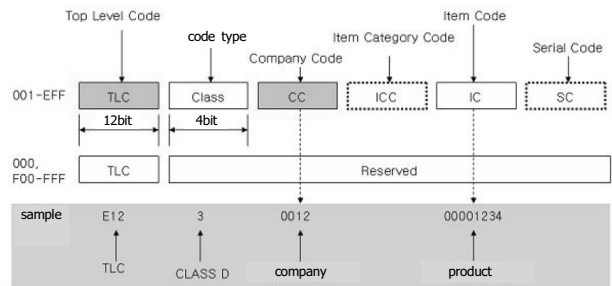 Top Level Code
code type
Company Code
Item Category Code
Item Code
Serial Code
001-EFF TLC Class CC ICC IC SC
12bit 4bit
000,
F00-FFF TLC Reserved
sample E12 3 0012 00001234
TLC CLASS D company product